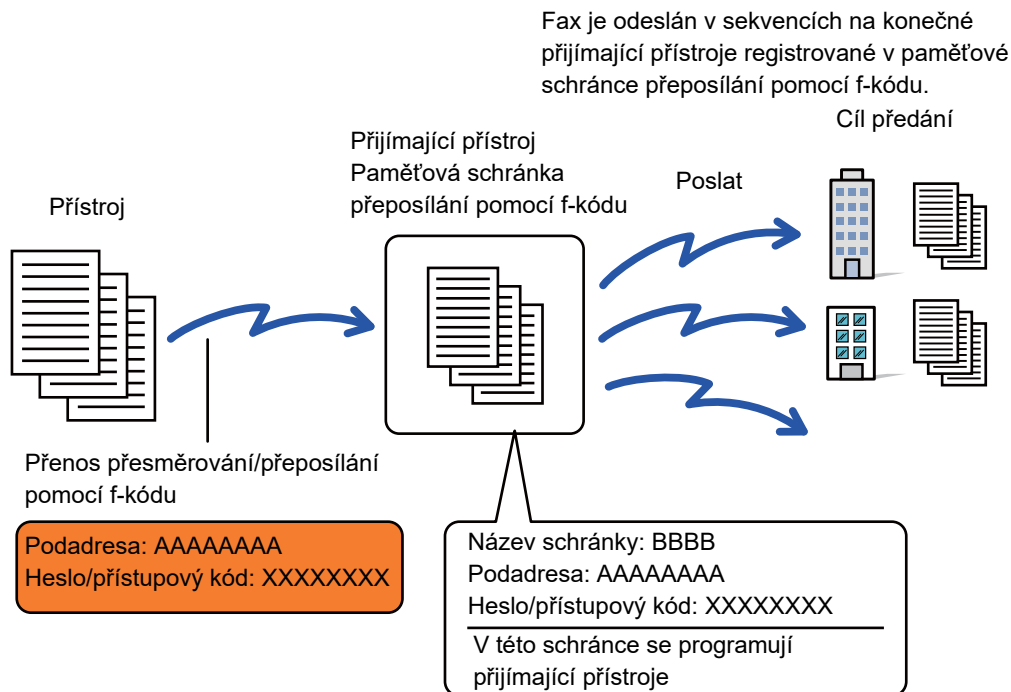 Fax je odeslán v sekvencích na konečné
přijímající přístroje registrované v paměťové
schránce přeposílání pomocí f-kódu.
Cíl předání
Přijímající přístroj
Paměťová schránka
přeposílání pomocí f-kódu
Poslat
Přístroj
Přenos přesměrování/přeposílání
pomocí f-kódu
Podadresa: AAAAAAAA
Heslo/přístupový kód: XXXXXXXX
Název schránky: BBBB
Podadresa: AAAAAAAA
Heslo/přístupový kód: XXXXXXXX
V této schránce se programují
přijímající přístroje